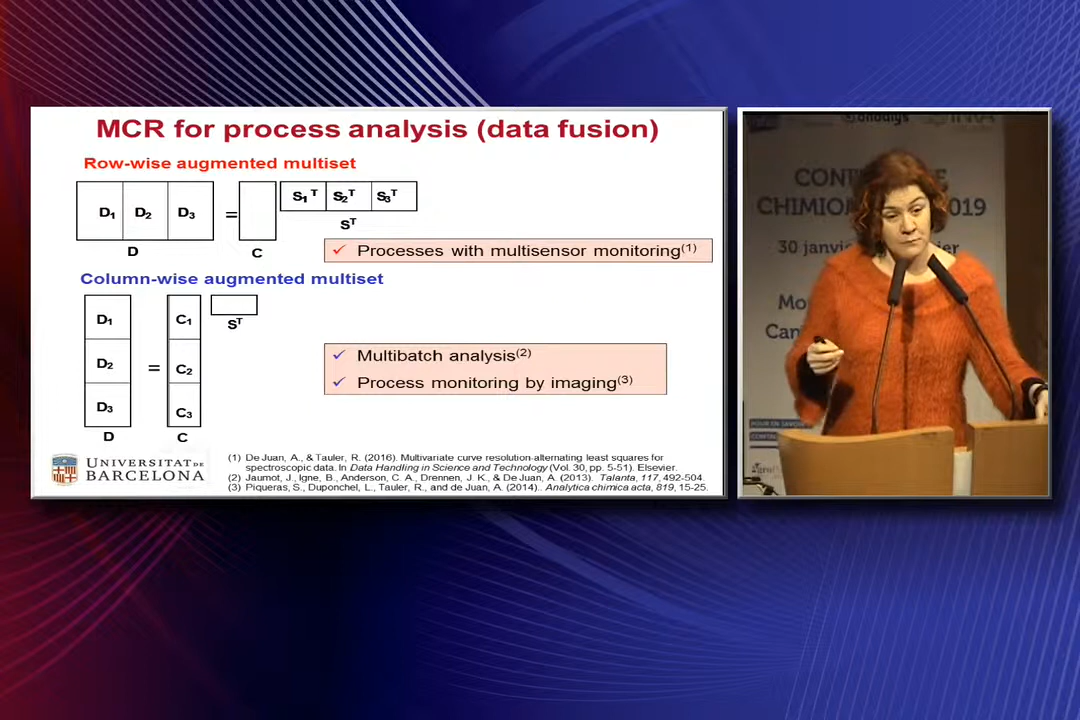 MCR for process analysis (data fusion)
Row-wise augmented multiset
D₁ D₂ D₃ = S₁ᵀ S₂ᵀ S₃ᵀ
Sᵀ
D C
✓ Processes with multisensor monitoring(1)
Column-wise augmented multiset
D₁ C₁
Sᵀ
D₂ = C₂
D₃ C₃
D C
✓ Multibatch analysis(2)
✓ Process monitoring by imaging(3)
UNIVERSITAT DE
BARCELONA
(1) De Juan, A., & Tauler, R. (2016). Multivariate curve resolution-alternating least squares for
spectroscopic data. In Data Handling in Science and Technology (Vol. 30, pp. 5-51). Elsevier.
(2) Jaumot, J., Igne, B., Anderson, C. A., Drennen, J. K., & De Juan, A. (2013). Talanta, 117, 492-504.
(3) Piqueras, S., Duponchel, L., Tauler, R., and de Juan, A. (2014).. Analytica chimica acta, 819, 15-25.
CHIMIO 019
30 janvi